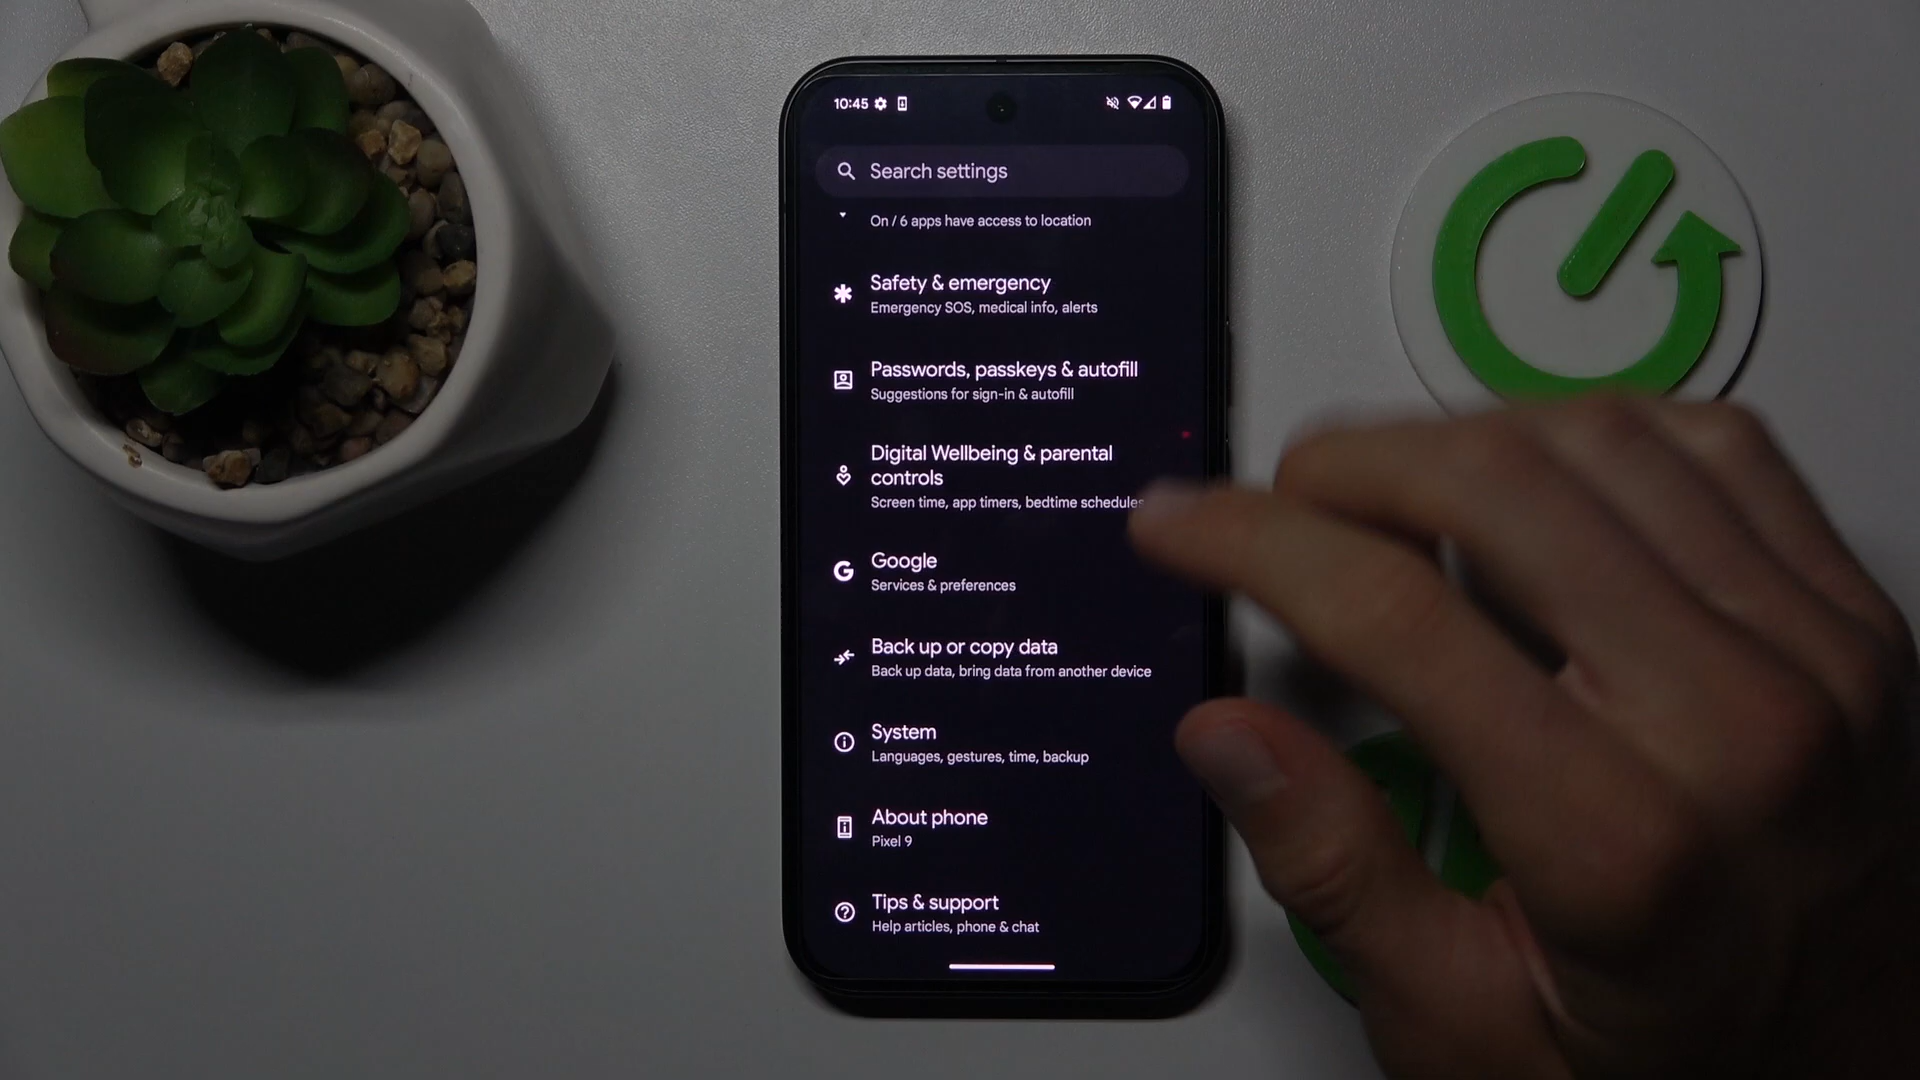 10:45
Search settings
On / 6 apps have access to location
Safety & emergency
Emergency SOS, medical info, alerts
Passwords, passkeys & autofill
Suggestions for sign-in & autofill
Digital Wellbeing & parental
controls
Screen time, app timers, bedtime schedules
Google
Services & preferences
Back up or copy data
Back up data, bring data from another device
System
Languages, gestures, time, backup
About phone
Pixel 9
Tips & support
Help articles, phone & chat